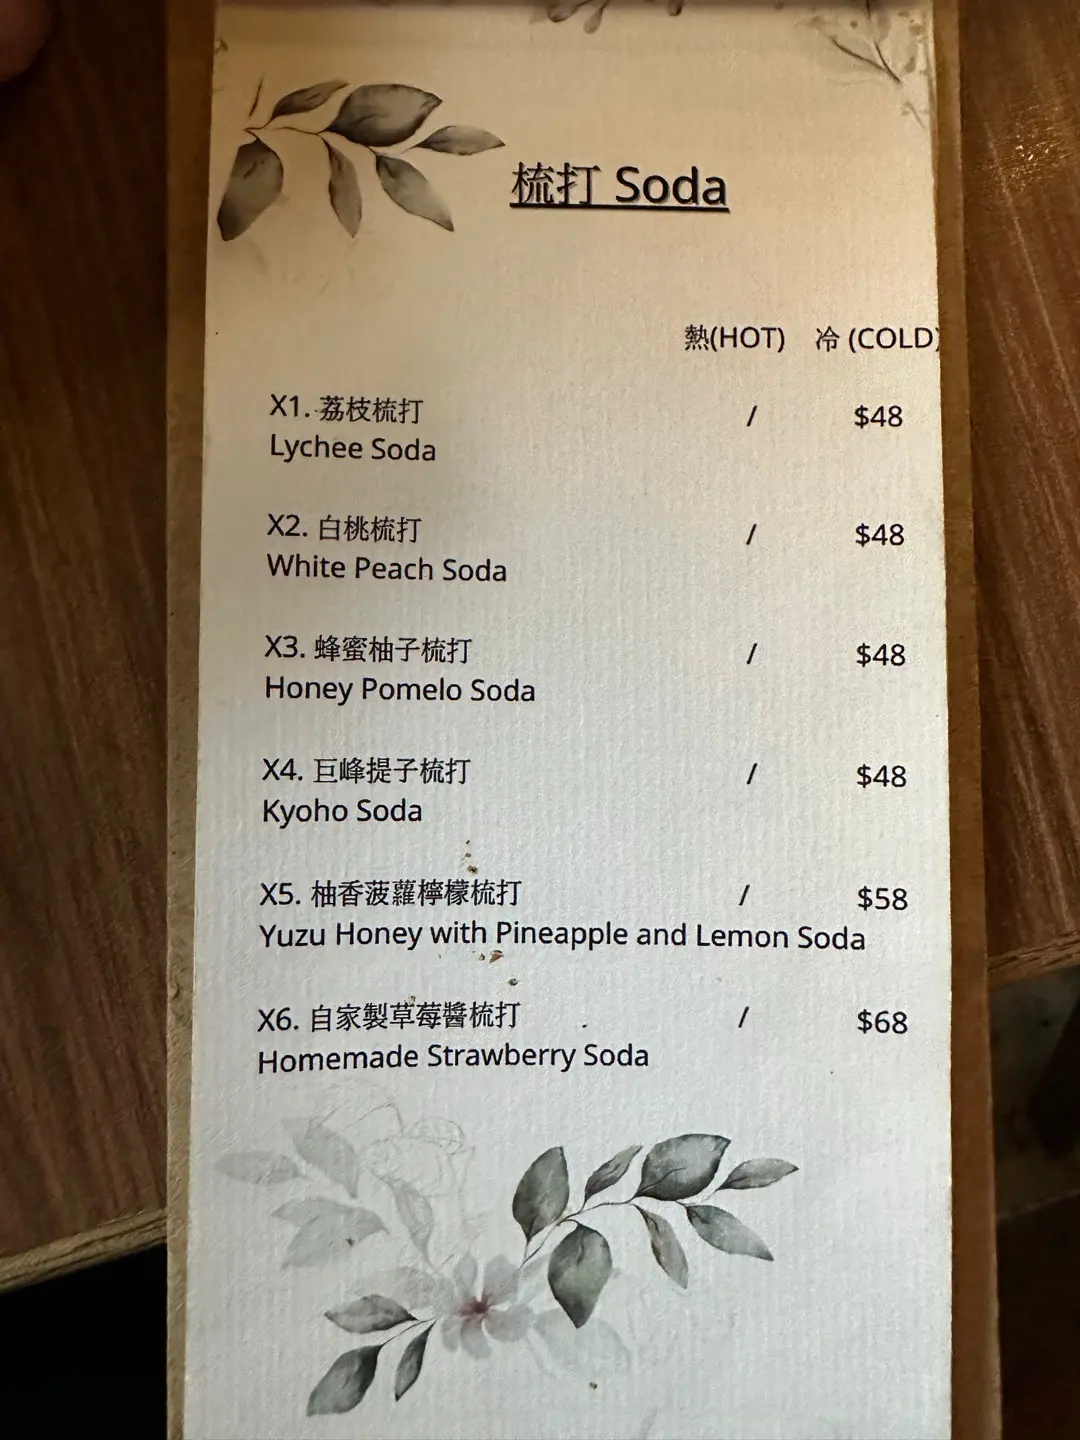 梳打 Soda
熱(HOT) 冷 (COLD)
X1. 荔枝梳打 / $48
Lychee Soda
X2. 白桃梳打 / $48
White Peach Soda
X3. 蜂蜜柚子梳打 / $48
Honey Pomelo Soda
X4. 巨峰提子梳打 / $48
Kyoho Soda
X5. 柚香菠蘿檸檬梳打 / $58
Yuzu Honey with Pineapple and Lemon Soda
X6. 自家製草莓醬梳打 / $68
Homemade Strawberry Soda